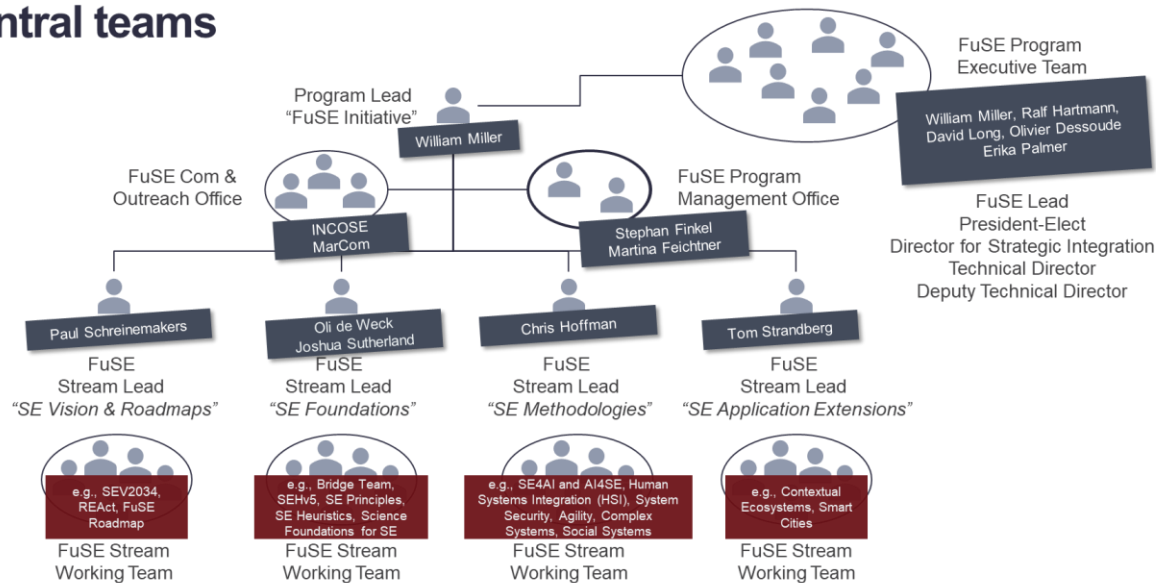 ntral teams
FuSE Program
Executive Team
William Miller, Ralf Hartmann,
David Long, Olivier Dessoude
Erika Palmer
FuSE Lead
President-Elect
Director for Strategic Integration
Technical Director
Deputy Technical Director
Program Lead
“FuSE Initiative”
William Miller
FuSE Com &
Outreach Office
INCOSE
MarCom
FuSE Program
Management Office
Stephan Finkel
Martina Feichtner
Paul Schreinemakers
FuSE
Stream Lead
“SE Vision & Roadmaps”
Oli de Weck
Joshua Sutherland
FuSE
Stream Lead
“SE Foundations”
Chris Hoffman
FuSE
Stream Lead
“SE Methodologies”
Tom Strandberg
FuSE
Stream Lead
“SE Application Extensions”
e.g., SEV2034,
REAct, FuSE
Roadmap
FuSE Stream
Working Team
e.g., Bridge Team,
SEHv5, SE Principles,
SE Heuristics, Science
Foundations for SE
FuSE Stream
Working Team
e.g., SE4AI and AI4SE, Human
Systems Integration (HSI), System
Security, Agility, Complex
Systems, Social Systems
FuSE Stream
Working Team
e.g., Contextual
Ecosystems, Smart
Cities
FuSE Stream
Working Team